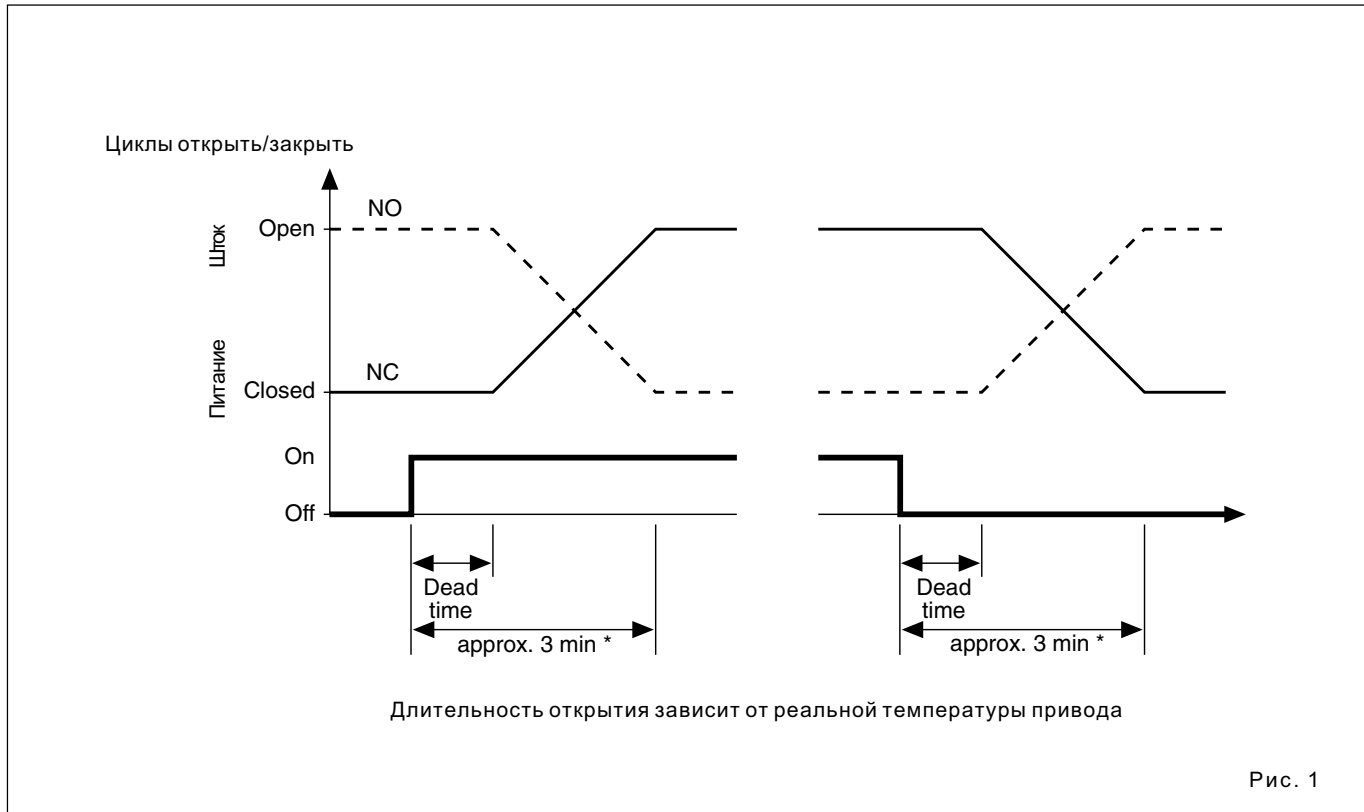 Циклы открыть/закрыть
NO
Шток
Open
Питание
NC
Closed
On
Off
Dead
time
approx. 3 min *
Dead
time
approx. 3 min *
Длительность открытия зависит от реальной температуры привода
Рис. 1